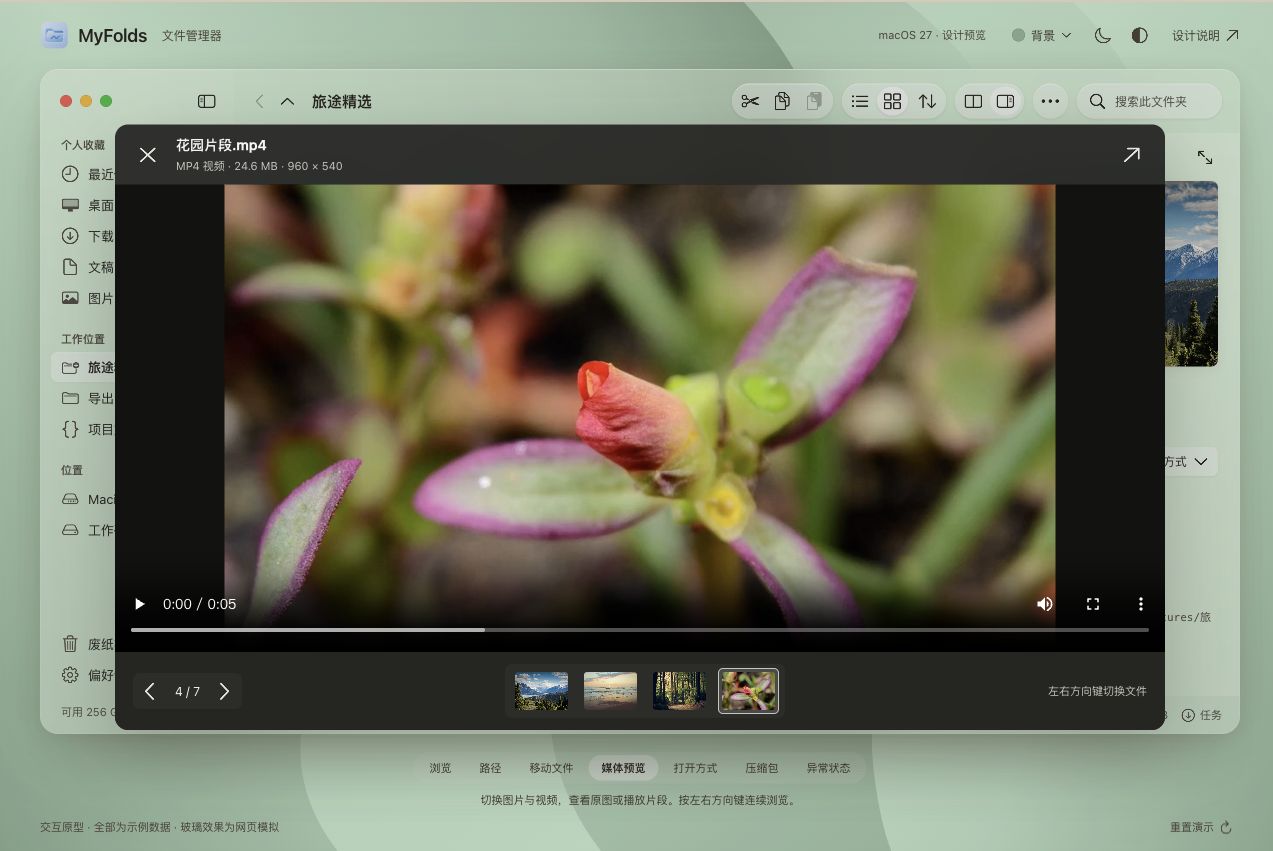 MyFolds 文件管理器
macOS 27 · 设计预览
背景
设计说明
旅途精选
搜索此文件夹
个人收藏
最近
桌面
下载
文稿
图片
工作位置
旅途
导出
项目
位置
Maci
工作
废纸
偏好
可用 256 G
花园片段.mp4
MP4 视频 · 24.6 MB · 960 × 540
0:00 / 0:05
4 / 7
左右方向键切换文件
方式
tures/旅
任务
浏览
路径
移动文件
媒体预览
打开方式
压缩包
异常状态
切换图片与视频，查看原图或播放片段。按左右方向键连续浏览。
交互原型 · 全部为示例数据 · 玻璃效果为网页模拟
重置演示